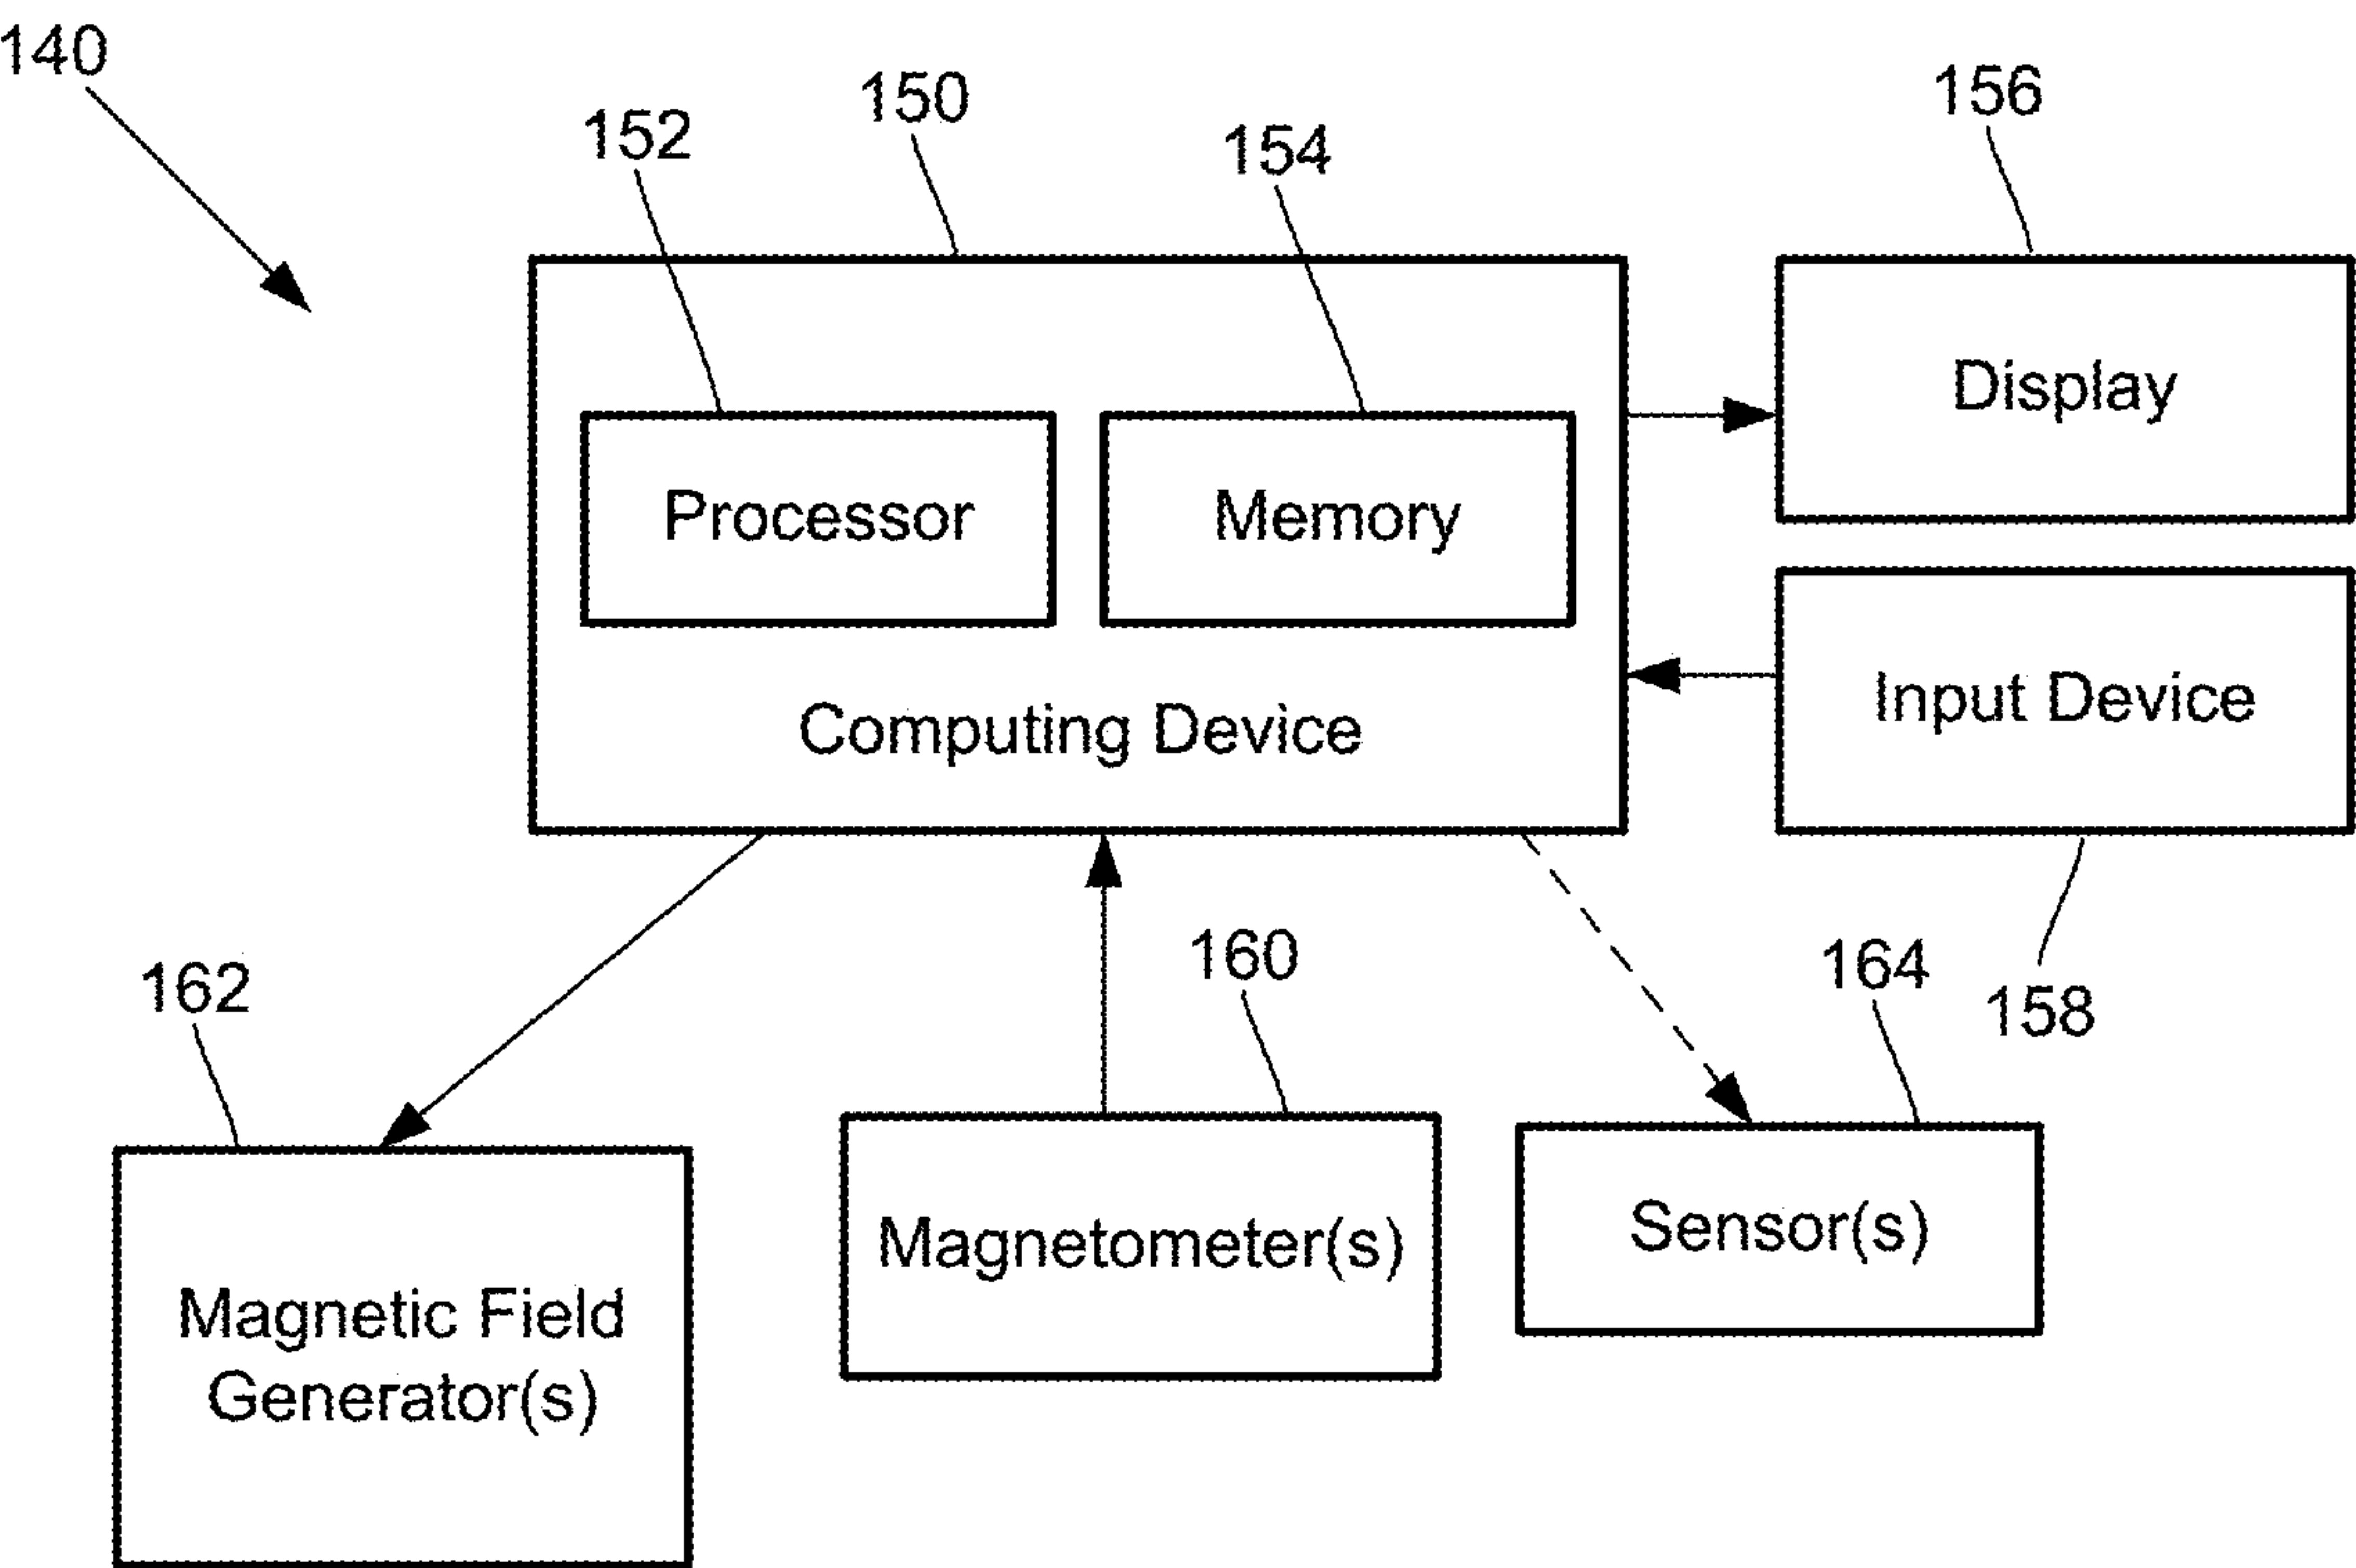 140
150
152
154
156
Display
Processor
Memory
Input Device
Computing Device
160
164
162
158
Magnetometer(s)
Sensor(s)
Magnetic Field
Generator(s)